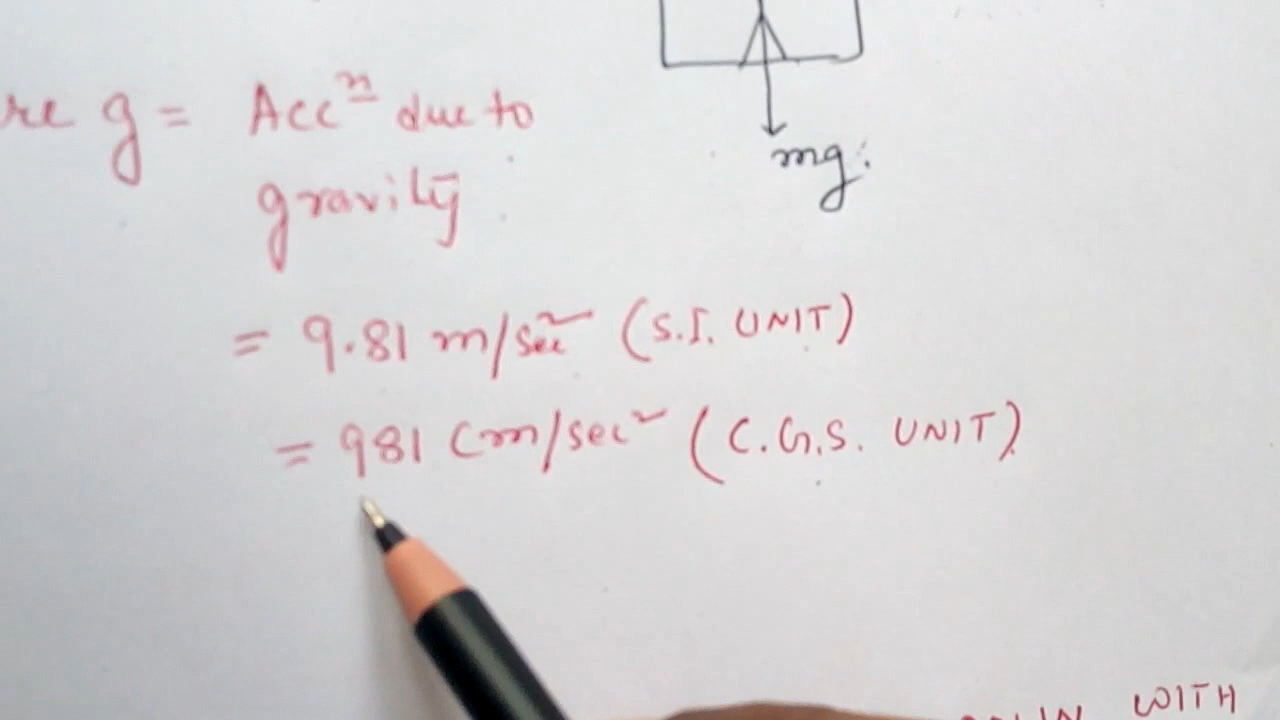 re g = Accⁿ due to
mg.
gravity
= 9.81 m/sec² (S.I. UNIT)
= 981 Cm/sec² (C.G.S. UNIT)
WITH